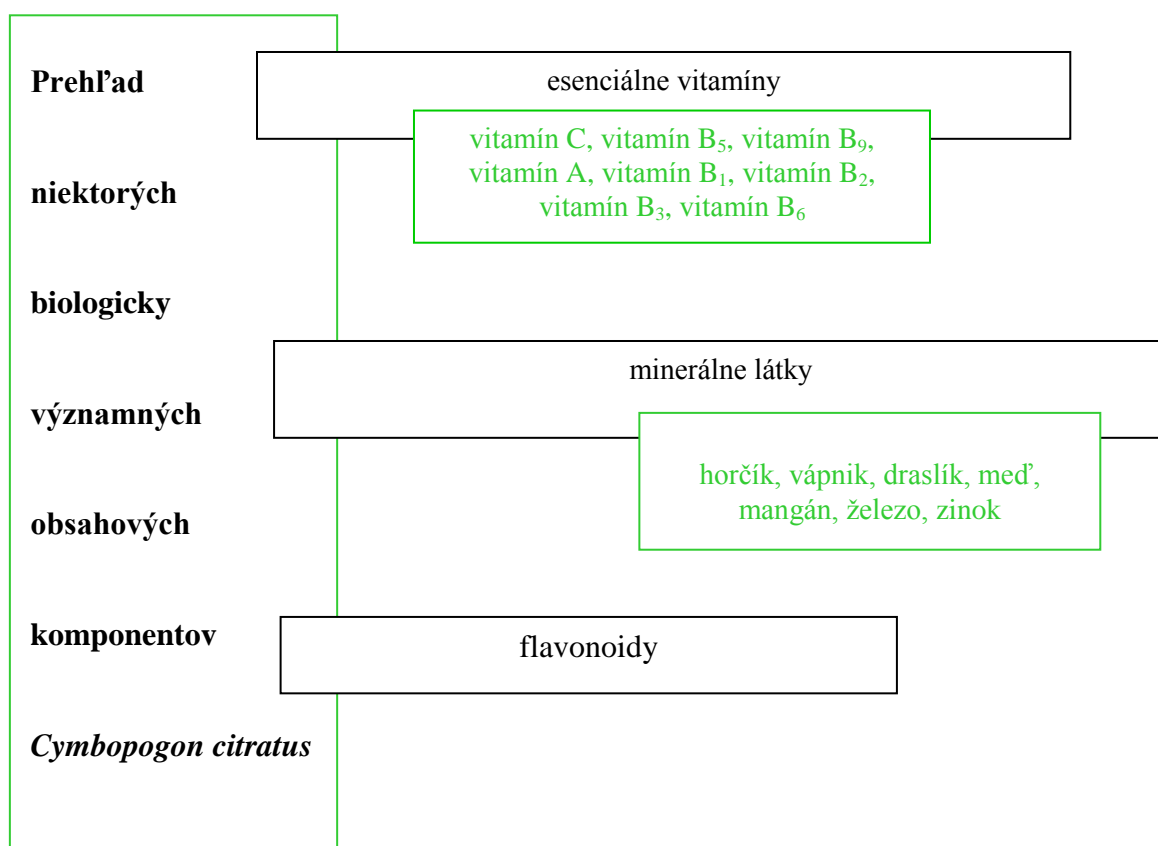 Prehľad
niektorých
biologicky
významných
obsahových
komponentov
Cymbopogon citratus
esenciálne vitamíny
vitamín C, vitamín B₅, vitamín B₉,
vitamín A, vitamín B₁, vitamín B₂,
vitamín B₃, vitamín B₆
minerálne látky
horčík, vápnik, draslík, meď,
mangán, železo, zinok
flavonoidy